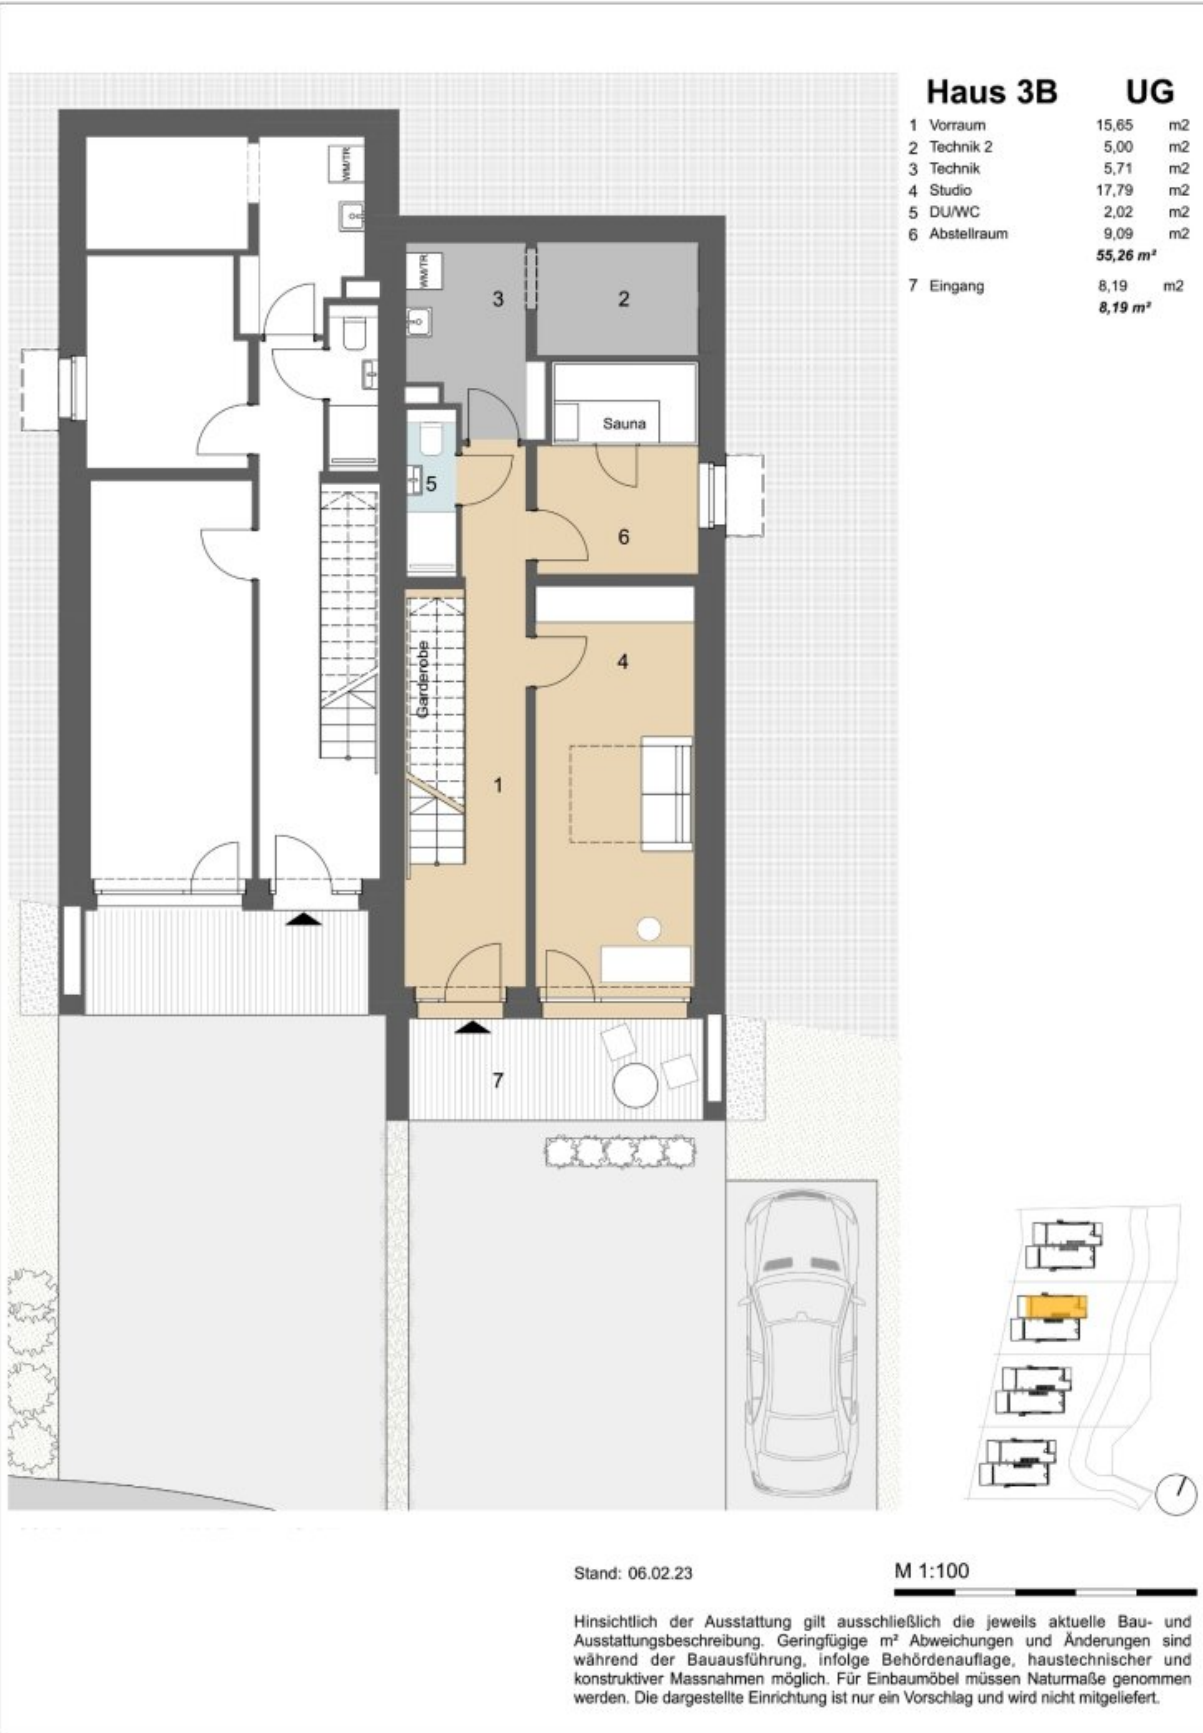 Haus 3B UG
1 Vorraum 15,65 m2
2 Technik 2 5,00 m2
3 Technik 5,71 m2
4 Studio 17,79 m2
5 DU/WC 2,02 m2
6 Abstellraum 9,09 m2
55,26 m²
7 Eingang 8,19 m2
8,19 m²
WM/TR
WM/TR
3
2
Sauna
5
6
Garderobe
4
1
7
Stand: 06.02.23
M 1:100
Hinsichtlich der Ausstattung gilt ausschließlich die jeweils aktuelle Bau- und
Ausstattungsbeschreibung. Geringfügige m² Abweichungen und Änderungen sind
während der Bauausführung, infolge Behördenauflage, haustechnischer und
konstruktiver Massnahmen möglich. Für Einbaumöbel müssen Naturmaße genommen
werden. Die dargestellte Einrichtung ist nur ein Vorschlag und wird nicht mitgeliefert.